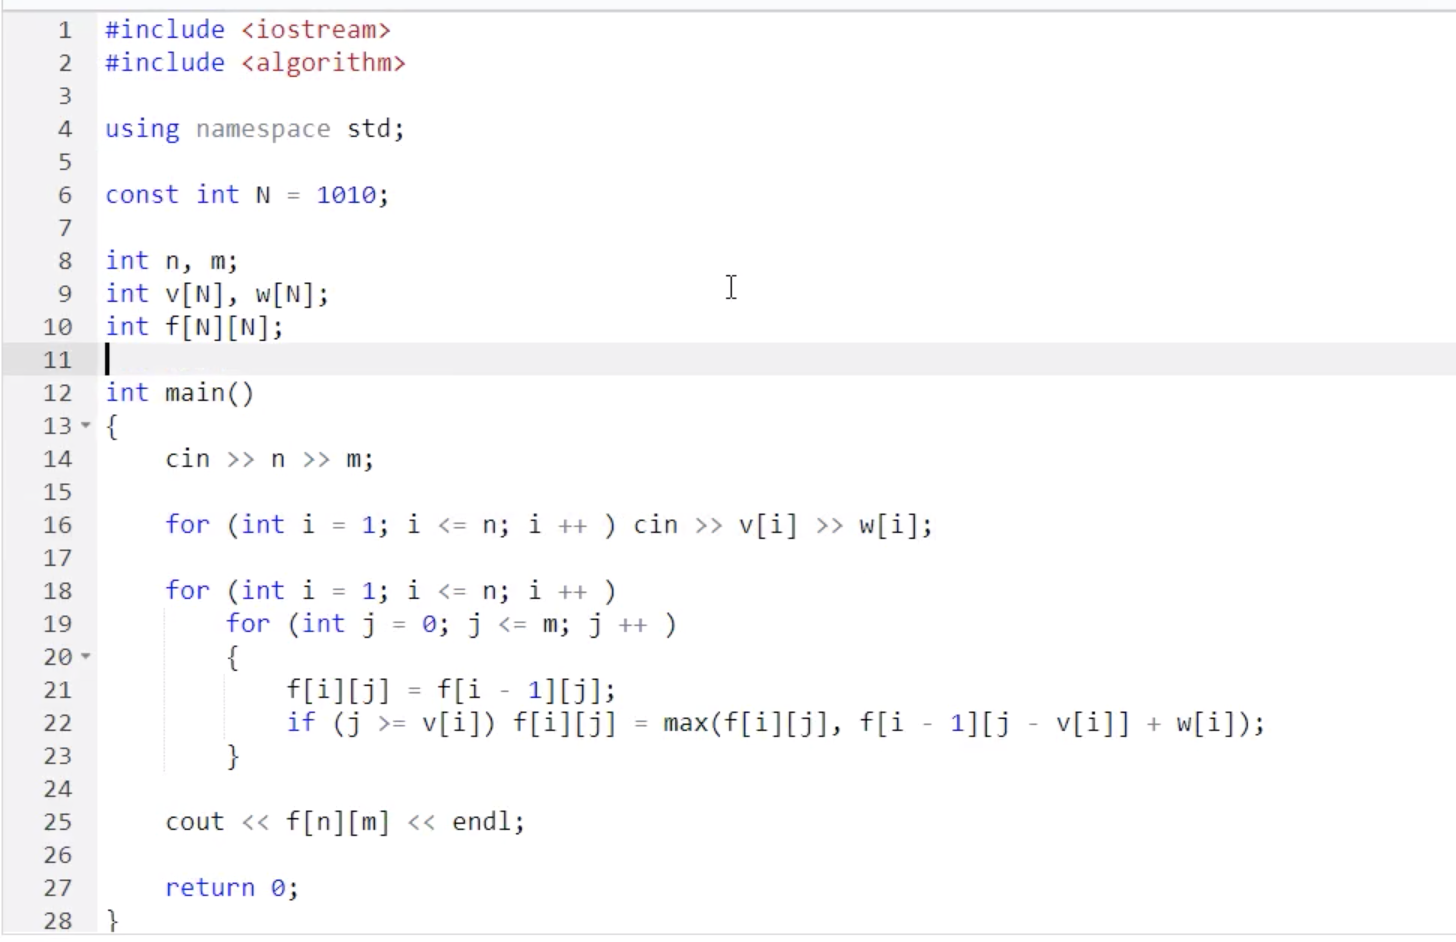 1 #include <iostream>
2 #include <algorithm>
3
4 using namespace std;
5
6 const int N = 1010;
7
8 int n, m;
9 int v[N], w[N];
10 int f[N][N];
11
12 int main()
13 {
14     cin >> n >> m;
15
16     for (int i = 1; i <= n; i ++ ) cin >> v[i] >> w[i];
17
18     for (int i = 1; i <= n; i ++ )
19         for (int j = 0; j <= m; j ++ )
20         {
21             f[i][j] = f[i - 1][j];
22             if (j >= v[i]) f[i][j] = max(f[i][j], f[i - 1][j - v[i]] + w[i]);
23         }
24
25     cout << f[n][m] << endl;
26
27     return 0;
28 }